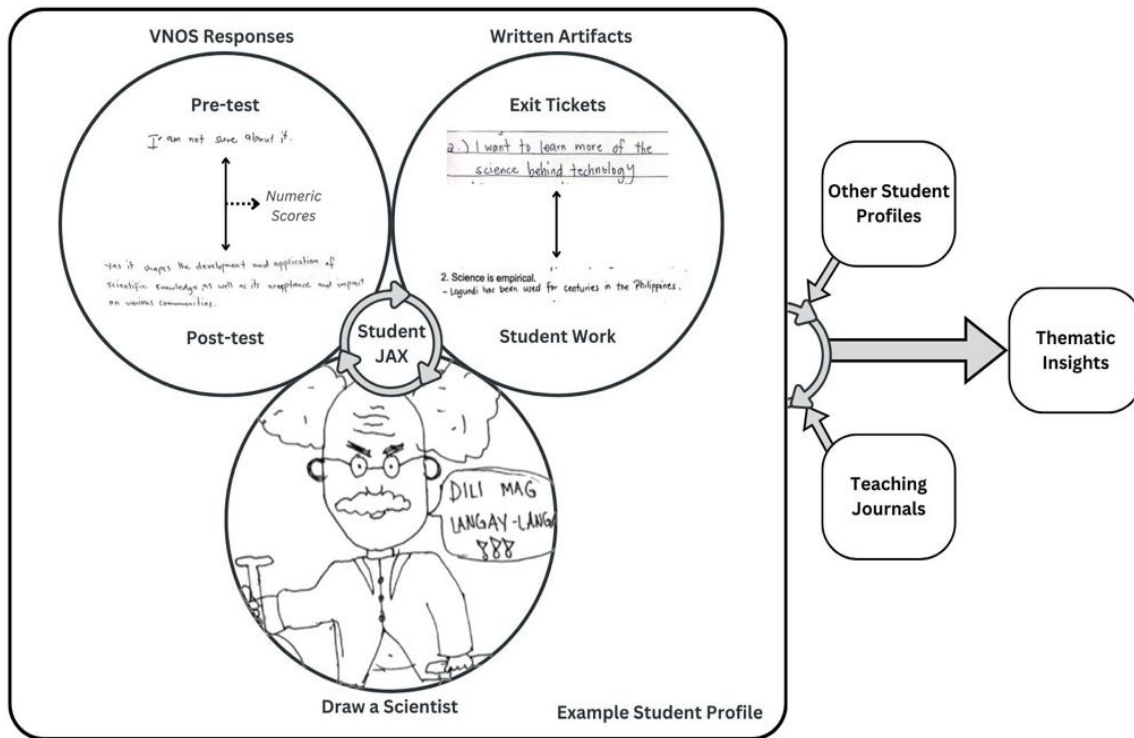 VNOS Responses
Pre-test
I am not sure about it.
Numeric
Scores
yes it shapes the development and application of
scientific knowledge, as well as its acceptance and impact
on various communities.
Post-test
Written Artifacts
Exit Tickets
2.) I want to learn more of the
science behind technology
2. Science is empirical.
- Lagundi has been used for centuries in the Philippines.
Student Work
Student
JAX
DILI MAG
LANGAY-LANGA
Draw a Scientist
Example Student Profile
Other Student
Profiles
Teaching
Journals
Thematic
Insights